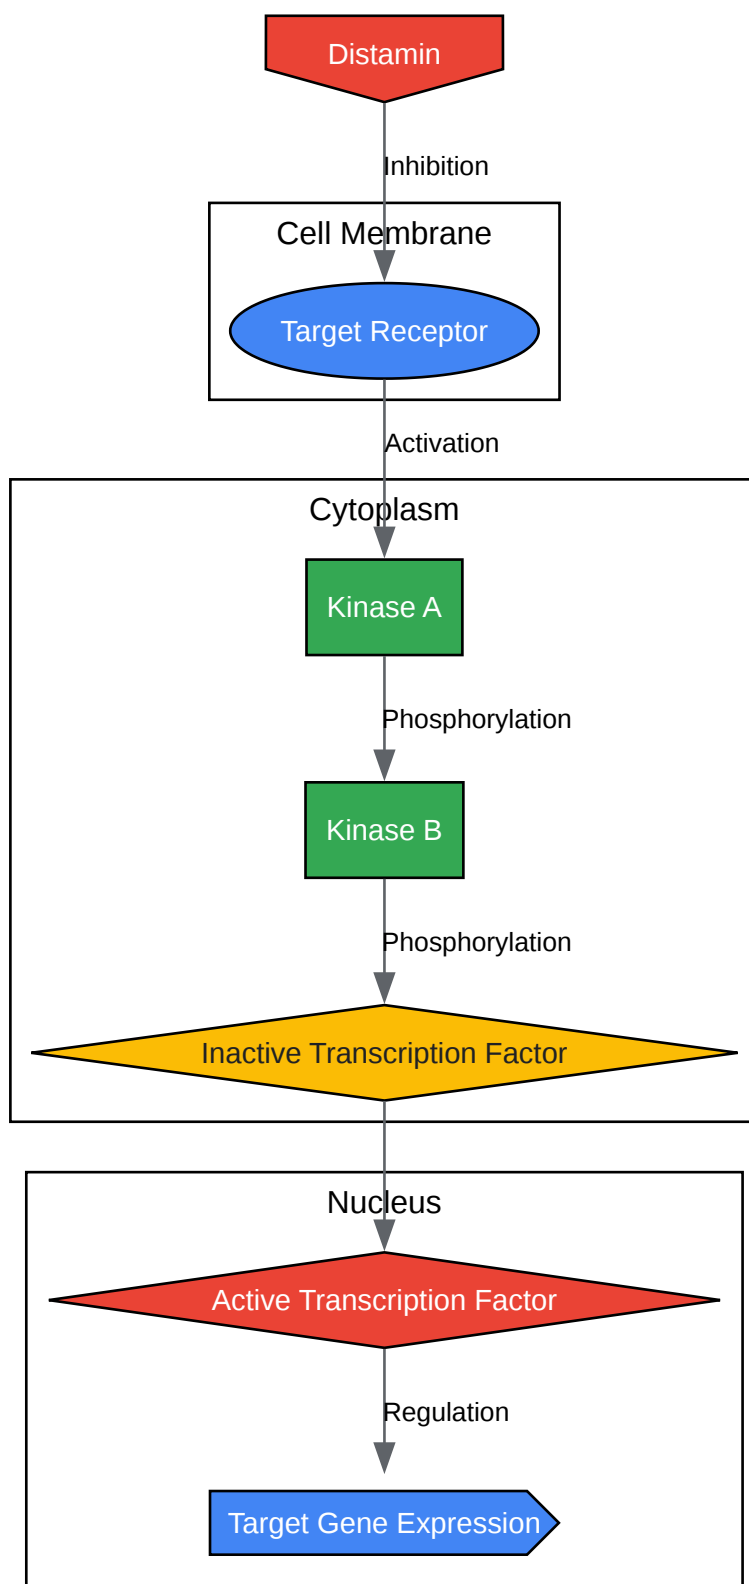 Distamin
Inhibition
Cell Membrane
Target Receptor
Activation
Cytoplasm
Kinase A
Phosphorylation
Kinase B
Phosphorylation
Inactive Transcription Factor
Nucleus
Active Transcription Factor
Regulation
Target Gene Expression